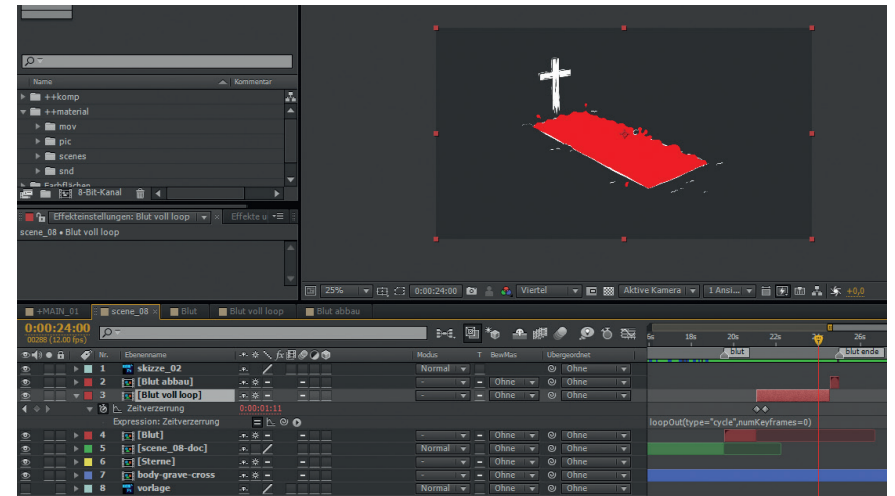 Name Kommentar
++komp
++material
mov
pic
scenes
snd
Farbflächen
8-Bit-Kanal
Effekteinstellungen: Blut voll loop Effekte u
scene_08 • Blut voll loop
25% 0:00:24:00 Viertel Aktive Kamera 1 Ansi... +0,0
+MAIN_01 scene_08 Blut Blut voll loop Blut abbau
0:00:24:00
00288 (12.00 fps)
6s 18s 20s 22s 24s 26s
blut blut ende
Nr. Ebenenname fx Modus T BewMas Übergeordnet
1 skizze_02 Normal Ohne
2 [Blut abbau] - Ohne Ohne
3 [Blut voll loop] - Ohne Ohne
Zeitverzerrung 0:00:01:11
Expression: Zeitverzerrung loopOut(type="cycle",numKeyframes=0)
4 [Blut] - Ohne Ohne
5 [scene_08-doc] - Ohne Ohne
6 [Sterne] - Ohne Ohne
7 body-grave-cross - Ohne Ohne
8 vorlage Normal Ohne Ohne